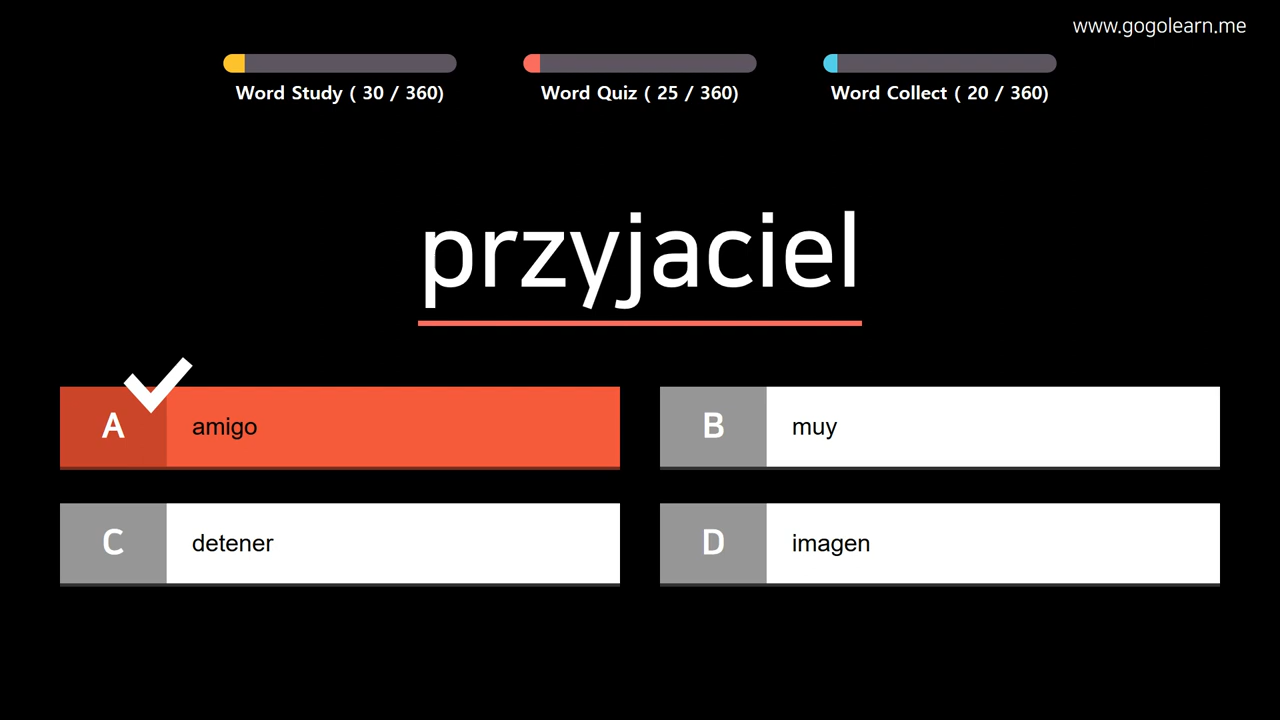 www.gogolearn.me
Word Study ( 30 / 360)
Word Quiz ( 25 / 360)
Word Collect ( 20 / 360)
przyjaciel
A amigo
B muy
C detener
D imagen